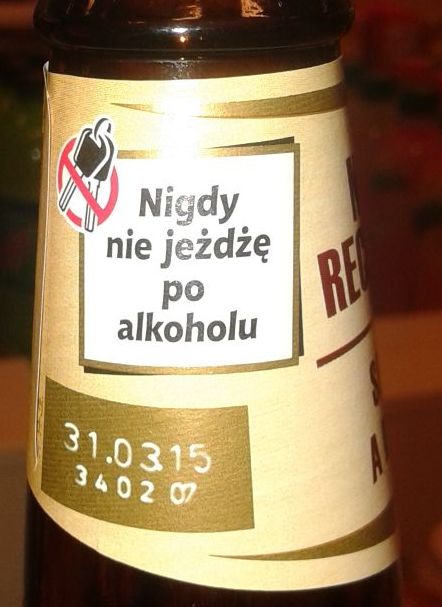 Nigdy
nie jeżdżę
po
alkoholu
31.03.15
3402 07